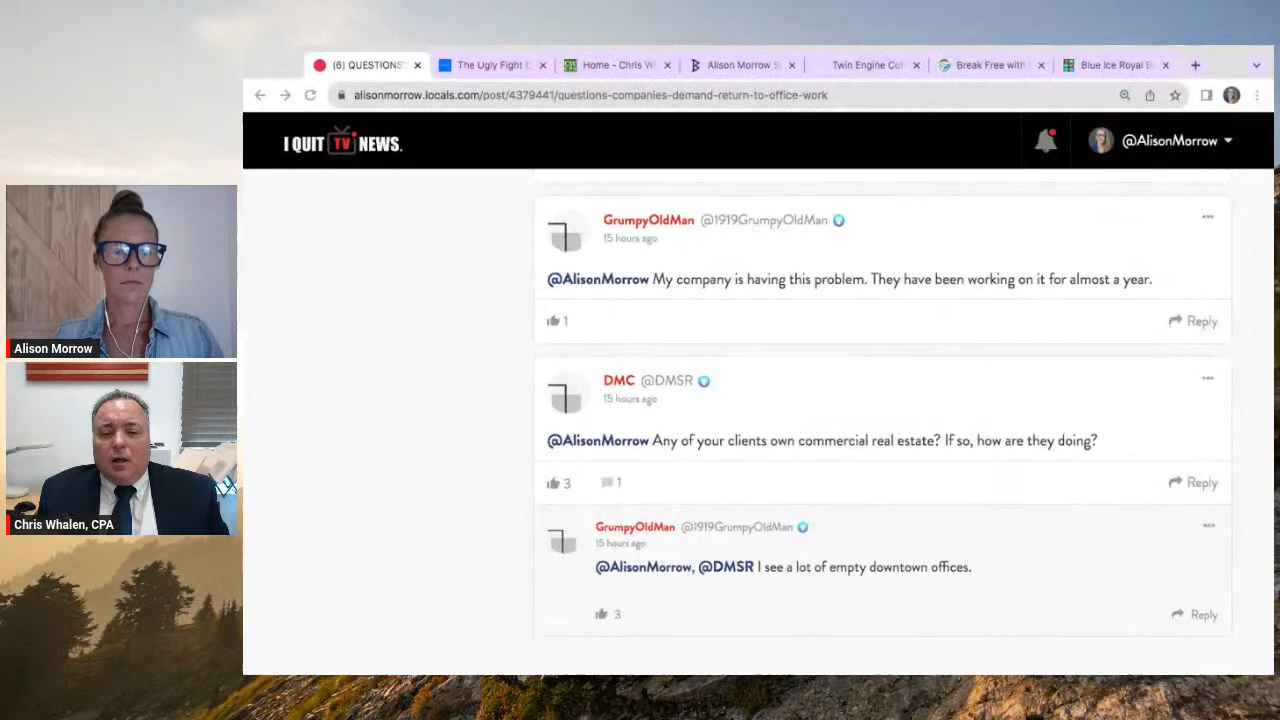 (6) QUESTIONS
The Ugly Fight
Home - Chris W
Alison Morrow S
Twin Engine Cof
Break Free with
Blue Ice Royal B
alisonmorrow.locals.com/post/4379441/questions-companies-demand-return-to-office-work
I QUIT TV NEWS.
@AlisonMorrow
GrumpyOldMan @1919GrumpyOldMan
15 hours ago
@AlisonMorrow My company is having this problem. They have been working on it for almost a year.
1
Reply
DMC @DMSR
15 hours ago
@AlisonMorrow Any of your clients own commercial real estate? If so, how are they doing?
3 1
Reply
GrumpyOldMan @1919GrumpyOldMan
15 hours ago
@AlisonMorrow, @DMSR I see a lot of empty downtown offices.
3
Reply
Alison Morrow
Chris Whalen, CPA